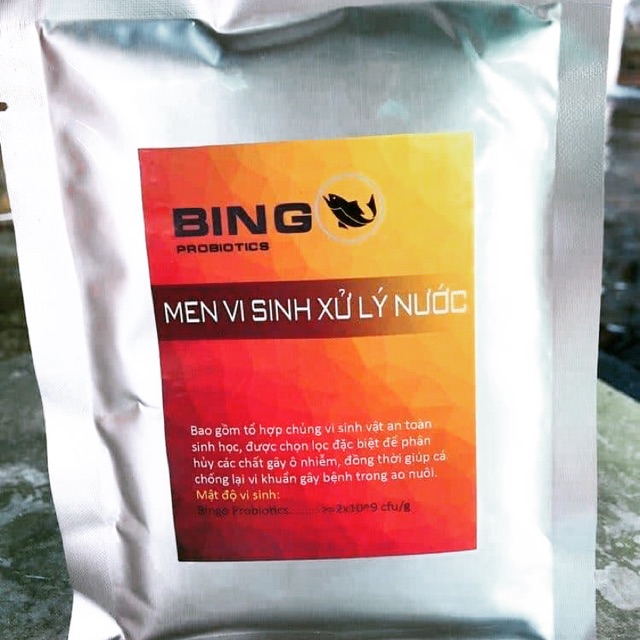 BING
PROBIOTICS
MEN VI SINH XỬ LÝ NƯỚC
Bao gồm tổ hợp chủng vi sinh vật an toàn
sinh học, được chọn lọc đặc biệt để phân
hủy các chất gây ô nhiễm, đồng thời giúp cá
chống lại vi khuẩn gây bệnh trong ao nuôi.
Mật độ vi sinh:
Bingo Probiotics.........>=2x10^9 cfu/g